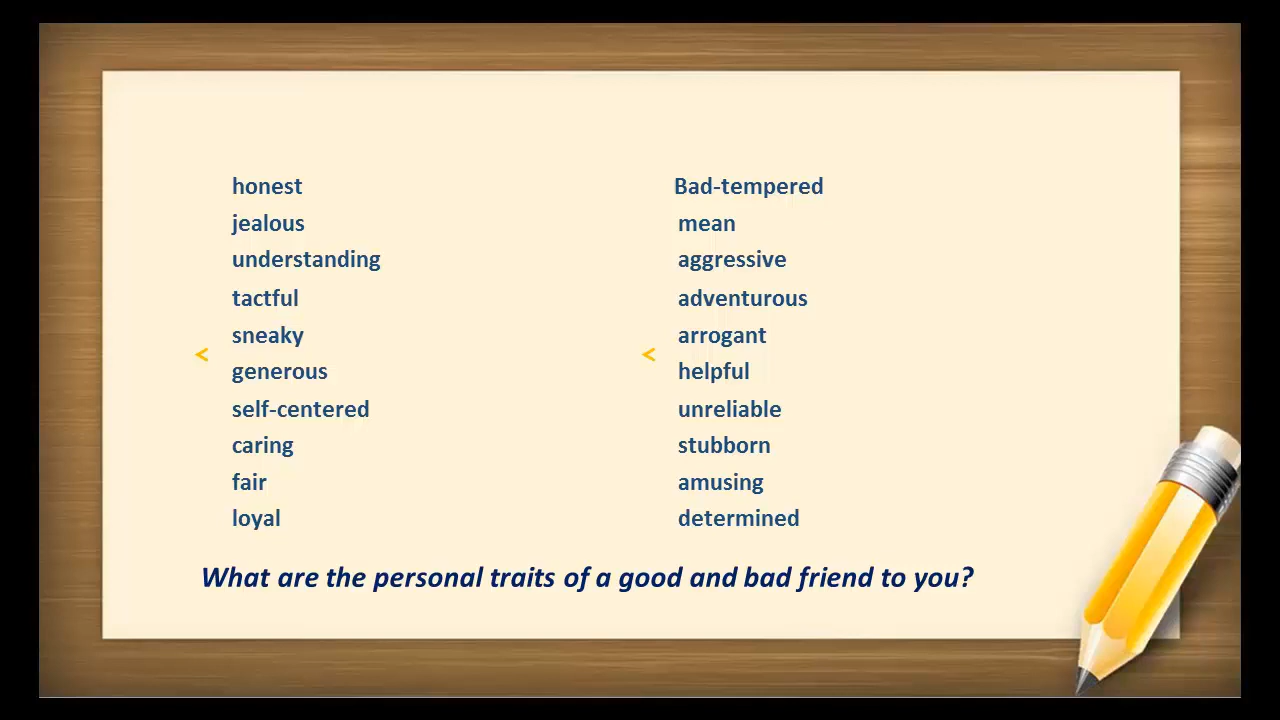 honest
jealous
understanding
tactful
sneaky
<
generous
self-centered
caring
fair
loyal
Bad-tempered
mean
aggressive
adventurous
arrogant
<
helpful
unreliable
stubborn
amusing
determined
What are the personal traits of a good and bad friend to you?